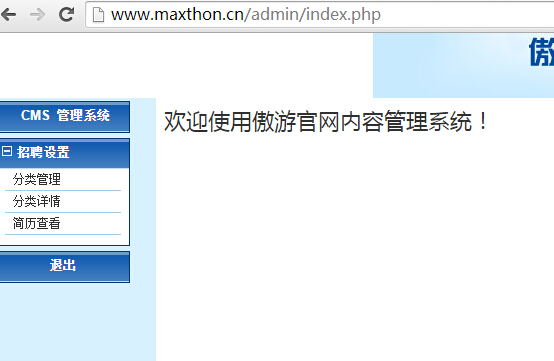 www.maxthon.cn/admin/index.php
傲
CMS 管理系统
欢迎使用傲游官网内容管理系统！
招聘设置
分类管理
分类详情
简历查看
退出